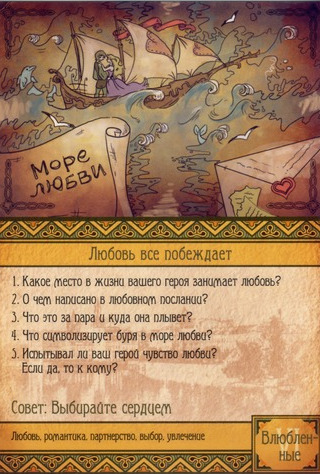 Море
любви
Любовь все побеждает
1. Какое место в жизни вашего героя занимает любовь?
2. О чем написано в любовном послании?
3. Что это за пара и куда она плывет?
4. Что символизирует буря в море любви?
5. Испытывал ли ваш герой чувство любви?
Если да, то к кому?
Совет: Выбирайте сердцем
Любовь, романтика, партнерство, выбор, увлечение
VI
Влюблен-
ные